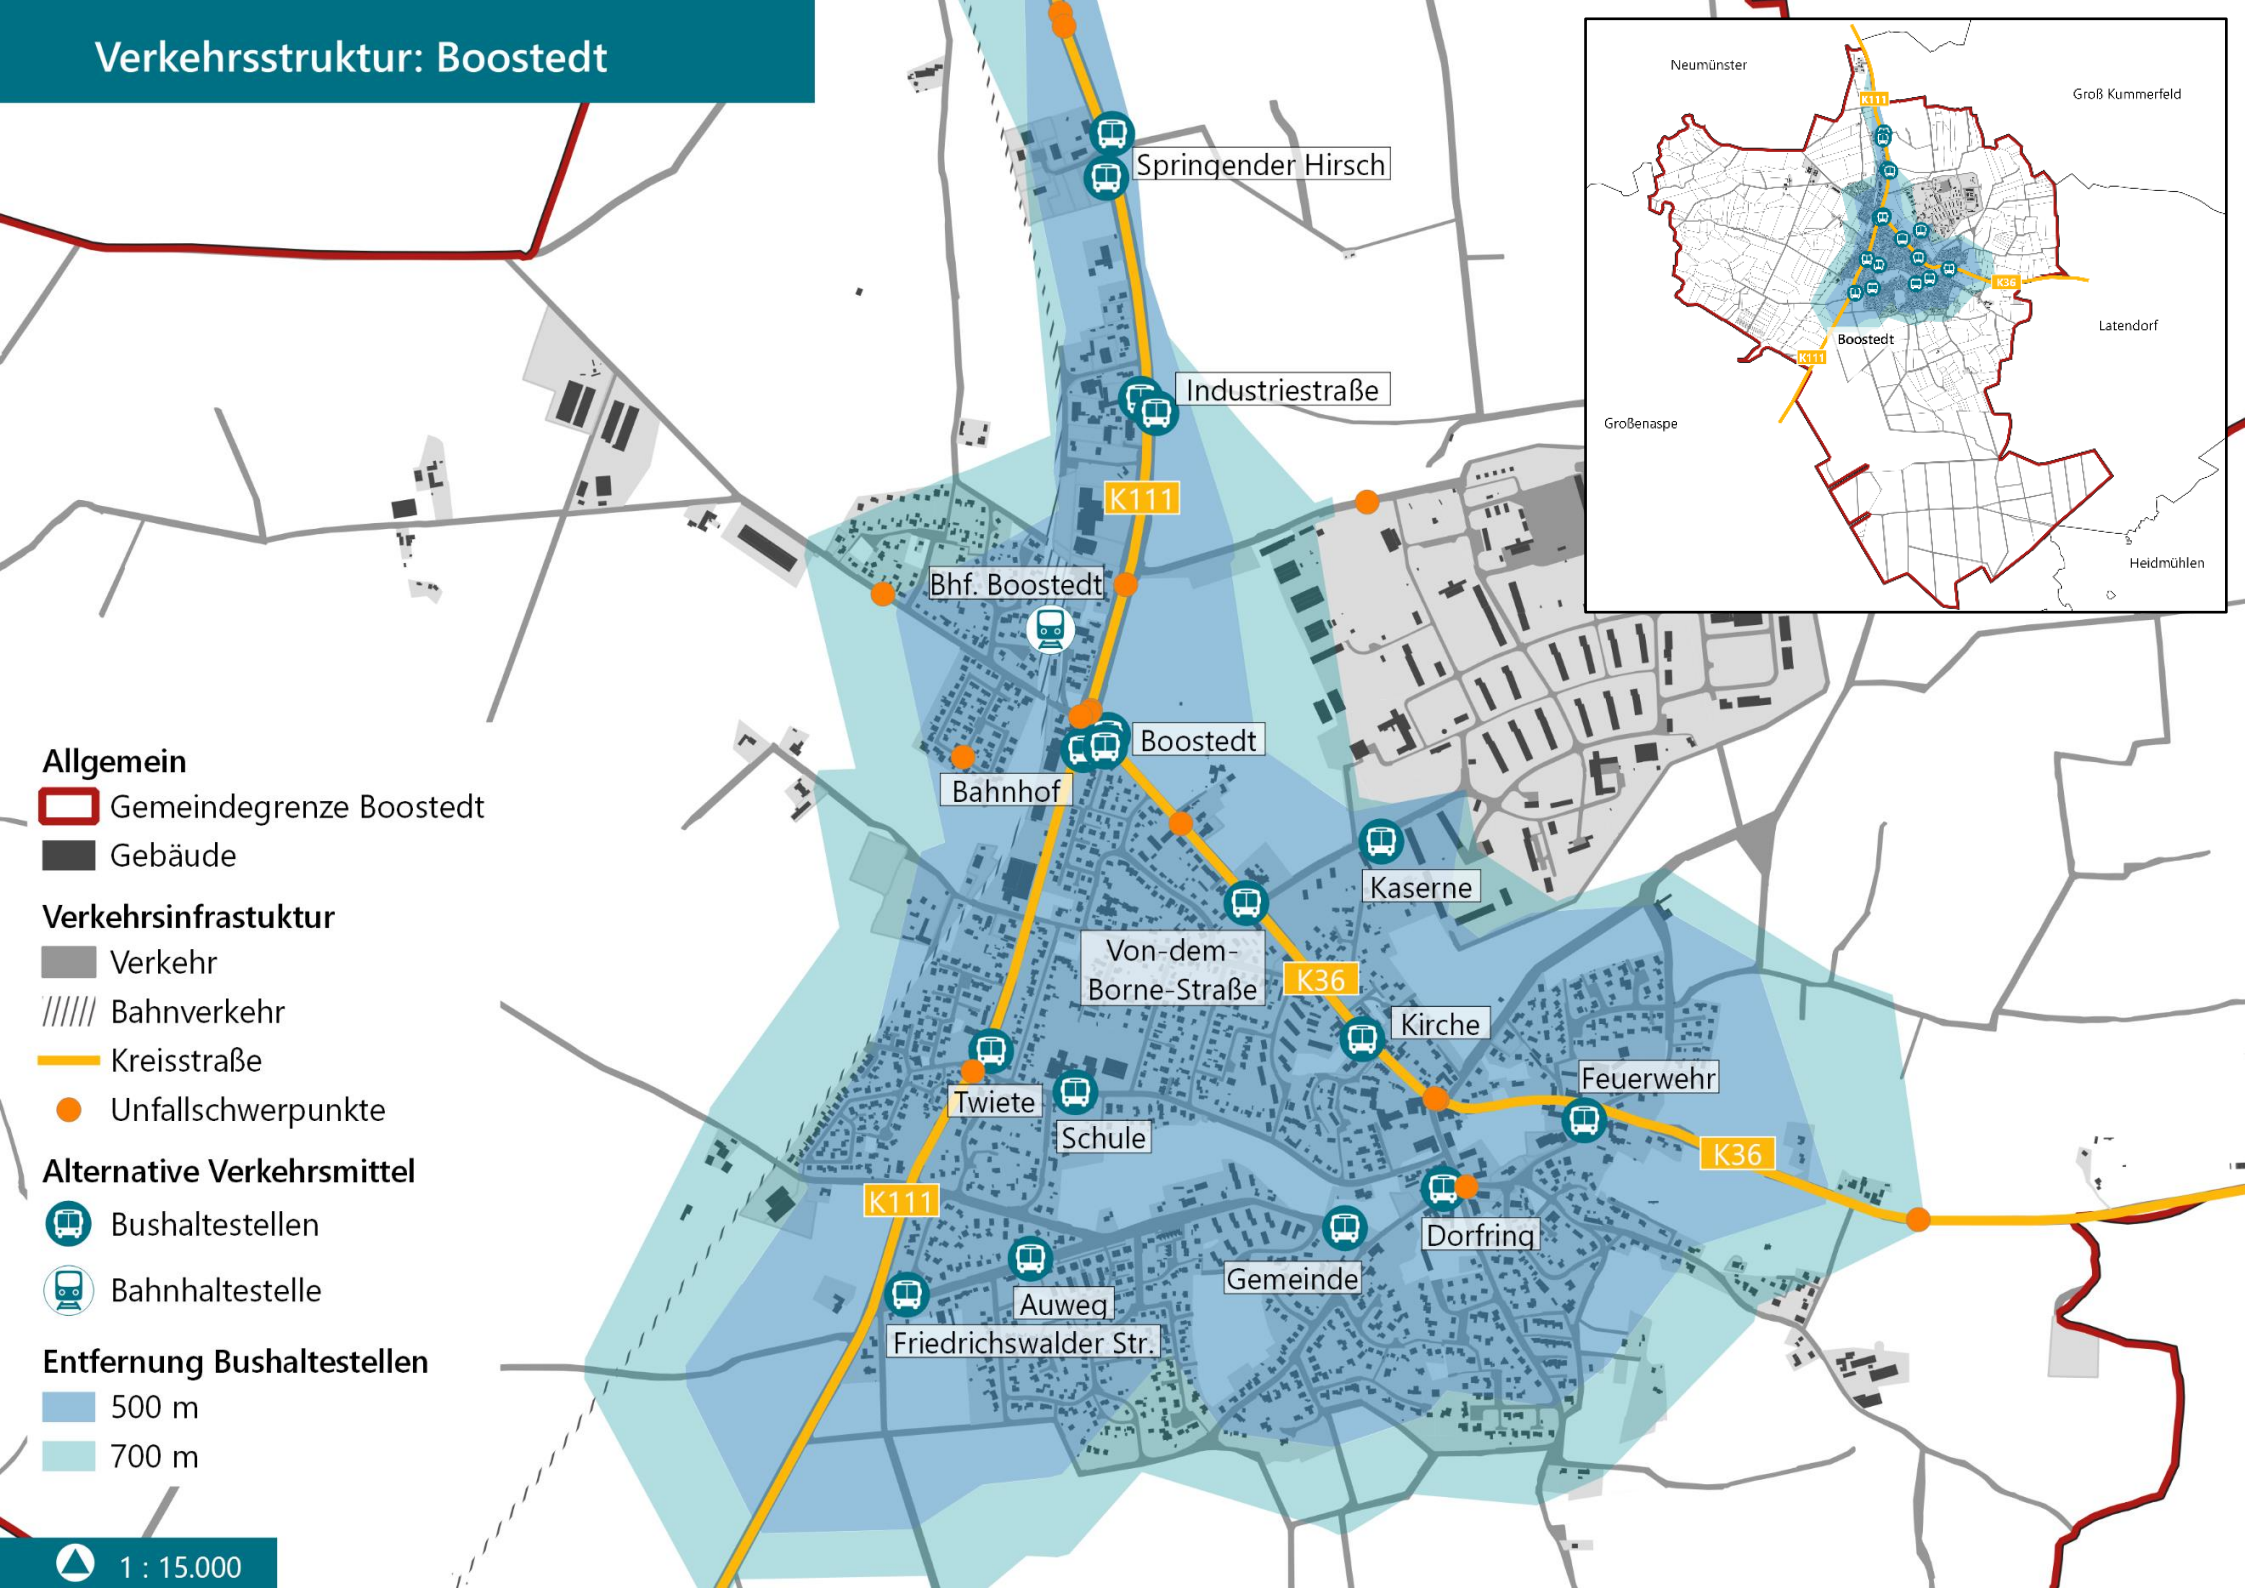 Verkehrsstruktur: Boostedt
Neumünster
Groß Kummerfeld
K111
K36
Latendorf
Boostedt
K111
Großenaspe
Heidmühlen
Springender Hirsch
Industriestraße
K111
Bhf. Boostedt
Boostedt
Bahnhof
Kaserne
Von-dem-
Borne-Straße
K36
Kirche
Feuerwehr
Twiete
Schule
K36
K111
Dorfring
Gemeinde
Auweg
Friedrichswalder Str.
Allgemein
Gemeindegrenze Boostedt
Gebäude
Verkehrsinfrastuktur
Verkehr
Bahnverkehr
Kreisstraße
Unfallschwerpunkte
Alternative Verkehrsmittel
Bushaltestellen
Bahnhaltestelle
Entfernung Bushaltestellen
500 m
700 m
1 : 15.000